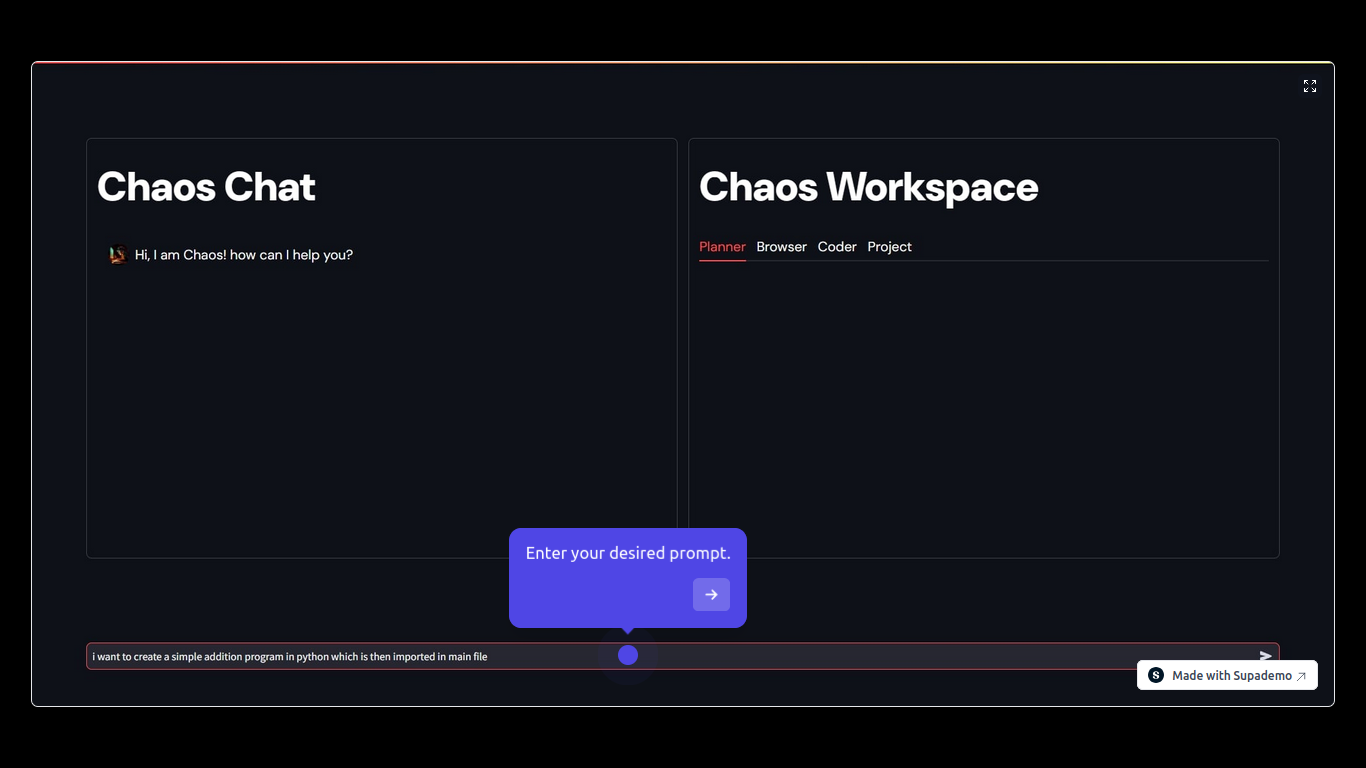 Chaos Chat
Hi, I am Chaos! how can I help you?
Chaos Workspace
Planner Browser Coder Project
Enter your desired prompt.
i want to create a simple addition program in python which is then imported in main file
S Made with Supademo